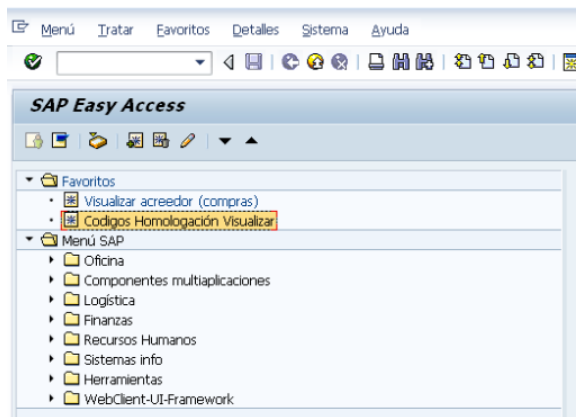 Menú Tratar Favoritos Detalles Sistema Ayuda
SAP Easy Access
Favoritos
Visualizar acreedor (compras)
Codigos Homologación Visualizar
Menú SAP
Oficina
Componentes multiaplicaciones
Logística
Finanzas
Recursos Humanos
Sistemas info
Herramientas
WebClient-UI-Framework